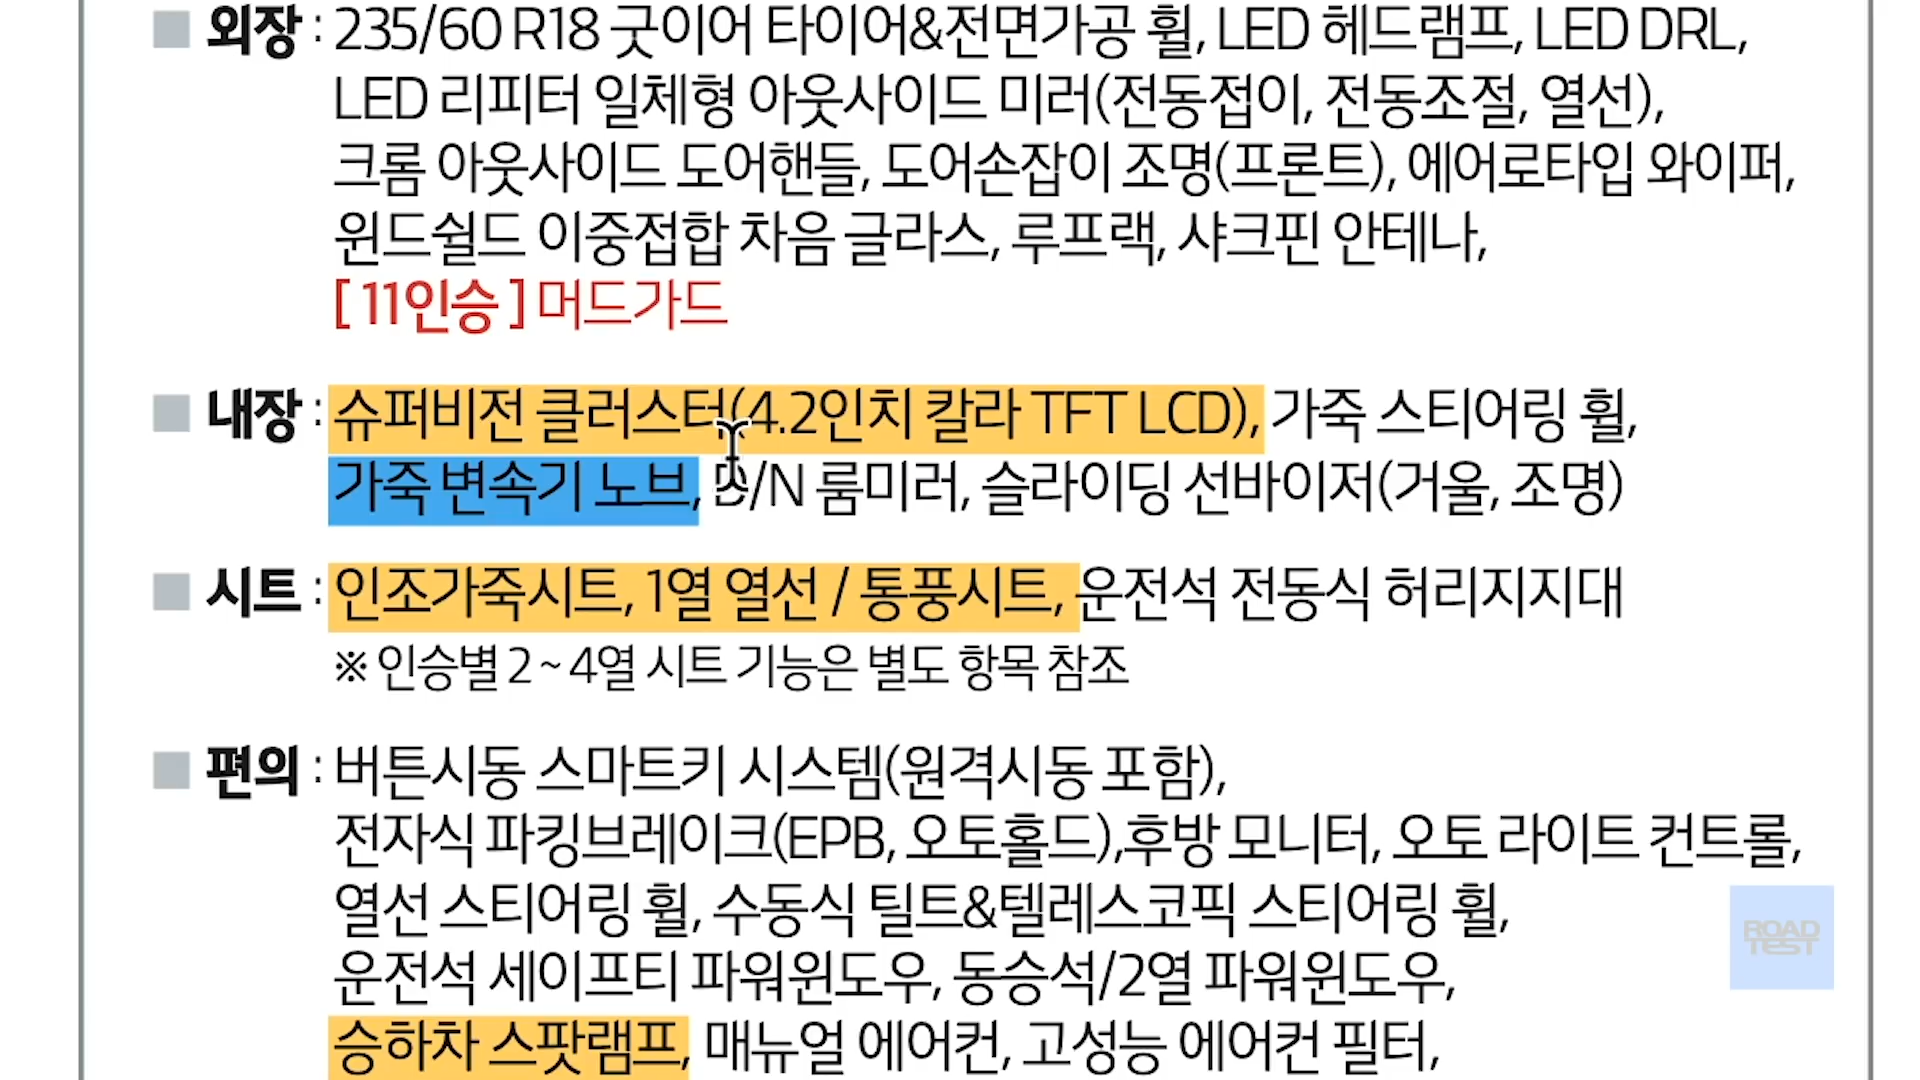 외장 : 235/60 R18 굿이어 타이어&전면가공 휠, LED 헤드램프, LED DRL,
LED 리피터 일체형 아웃사이드 미러(전동접이, 전동조절, 열선),
크롬 아웃사이드 도어핸들, 도어손잡이 조명(프론트), 에어로타입 와이퍼,
윈드쉴드 이중접합 차음 글라스, 루프랙, 샤크핀 안테나,
[ 11인승 ] 머드가드
내장 : 슈퍼비전 클러스터(4.2인치 칼라 TFT LCD), 가죽 스티어링 휠,
가죽 변속기 노브, D/N 룸미러, 슬라이딩 선바이저(거울, 조명)
시트 : 인조가죽시트, 1열 열선 / 통풍시트, 운전석 전동식 허리지지대
※ 인승별 2 ~ 4열 시트 기능은 별도 항목 참조
편의 : 버튼시동 스마트키 시스템(원격시동 포함),
전자식 파킹브레이크(EPB, 오토홀드),후방 모니터, 오토 라이트 컨트롤,
열선 스티어링 휠, 수동식 틸트&텔레스코픽 스티어링 휠,
운전석 세이프티 파워윈도우, 동승석/2열 파워윈도우,
승하차 스팟램프, 매뉴얼 에어컨, 고성능 에어컨 필터,
ROAD
TEST